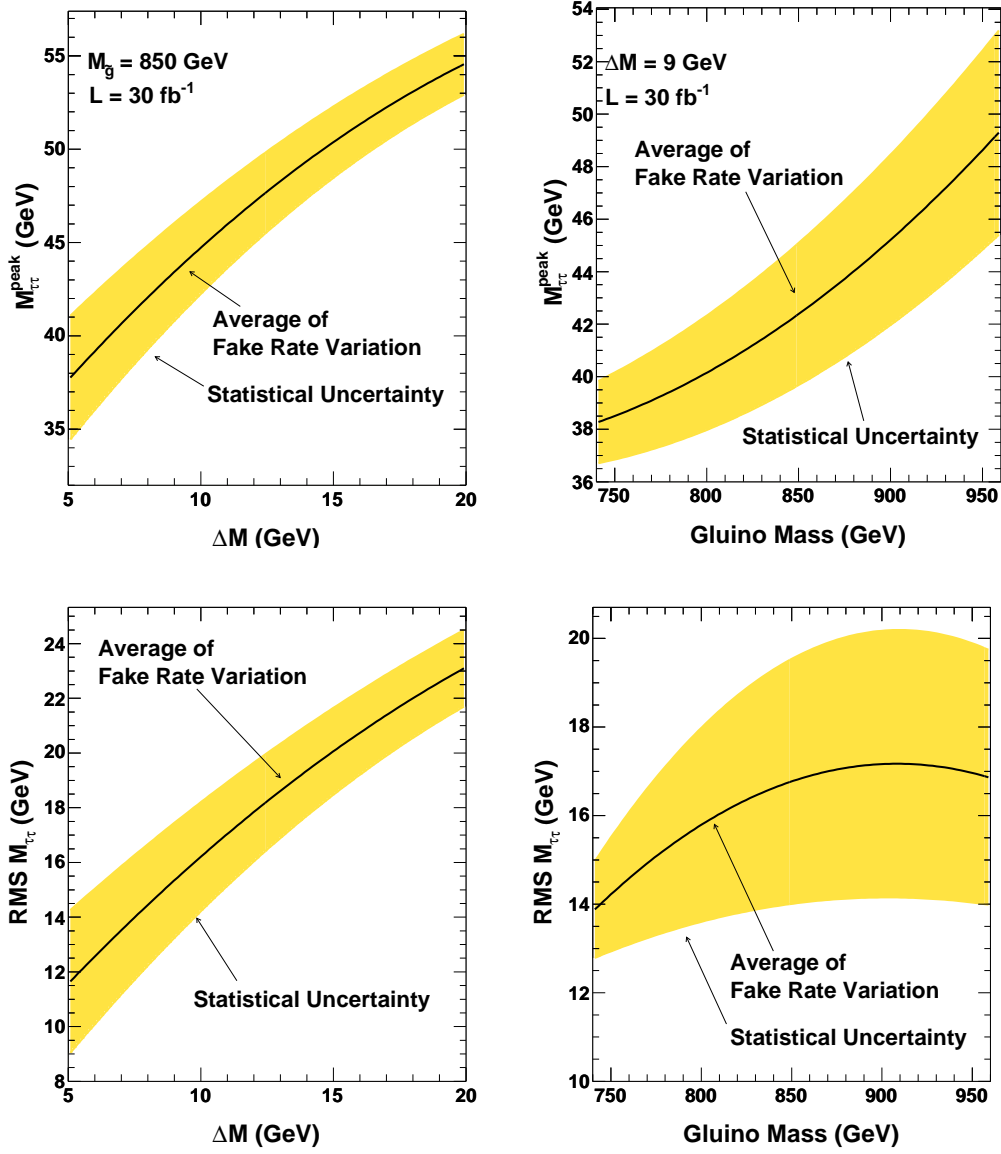 M_g̃ = 850 GeV
L = 30 fb⁻¹
Average of
Fake Rate Variation
Statistical Uncertainty
M_ττ^peak (GeV)
55
50
45
40
35
5 10 15 20
ΔM (GeV)
ΔM = 9 GeV
L = 30 fb⁻¹
Average of
Fake Rate Variation
Statistical Uncertainty
M_ττ^peak (GeV)
54
52
50
48
46
44
42
40
38
36
750 800 850 900 950
Gluino Mass (GeV)
Average of
Fake Rate Variation
Statistical Uncertainty
RMS M_ττ (GeV)
24
22
20
18
16
14
12
10
8
5 10 15 20
ΔM (GeV)
Average of
Fake Rate Variation
Statistical Uncertainty
RMS M_ττ (GeV)
20
18
16
14
12
10
750 800 850 900 950
Gluino Mass (GeV)